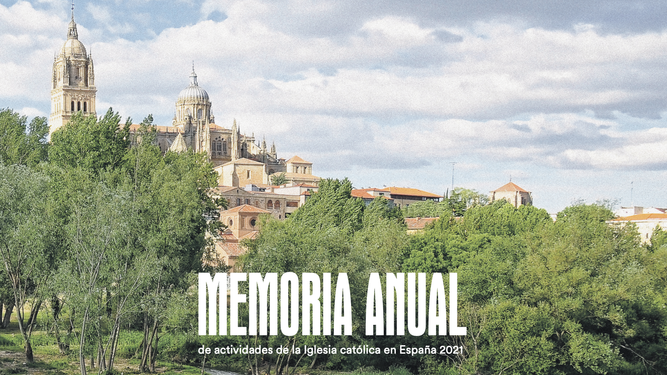 MEMORIA ANUAL
de actividades de la Iglesia católica en España 2021